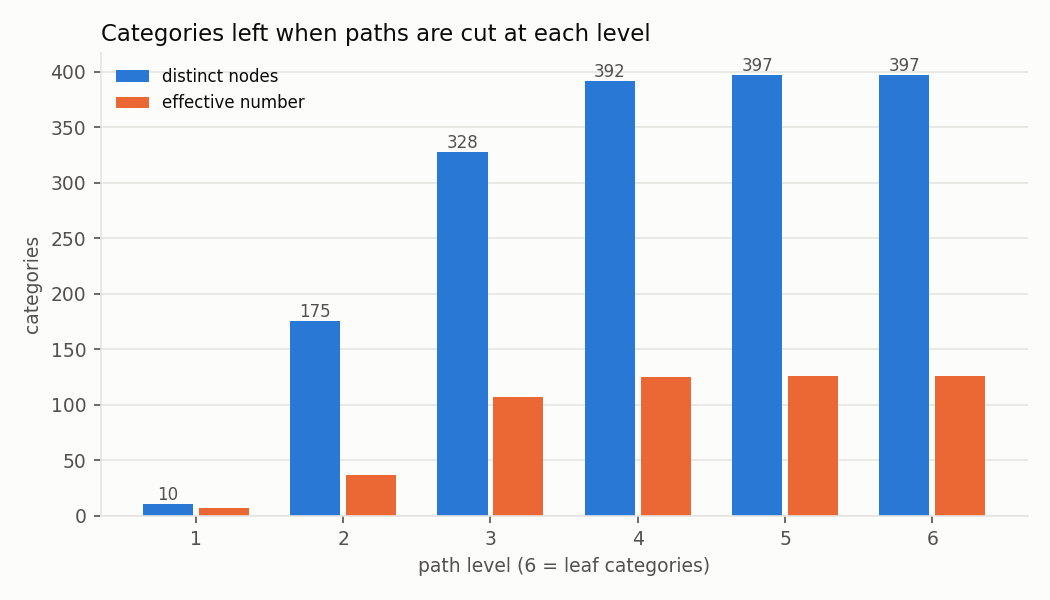 Categories left when paths are cut at each level
distinct nodes
effective number
categories
400
350
300
250
200
150
100
50
0
10
175
328
392
397
397
1 2 3 4 5 6
path level (6 = leaf categories)